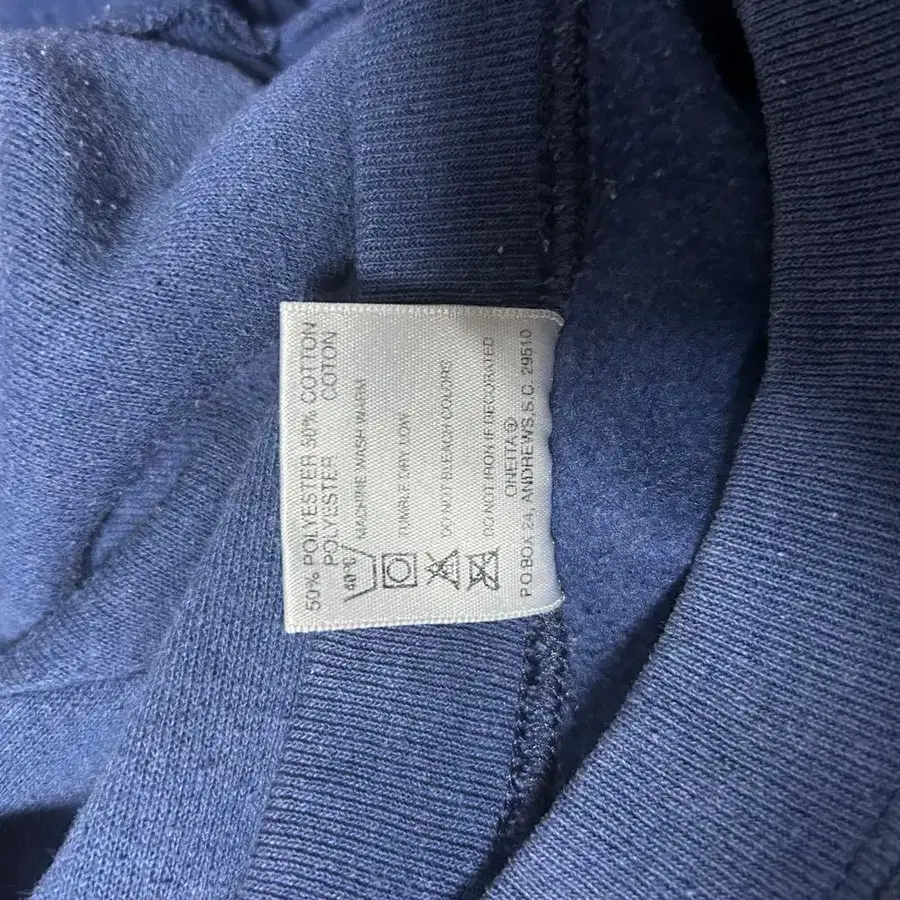 50% POLYESTER 50% COTTON
POLYESTER COTON
40°C MACHINE WASH WARM
TUMBLE DRY LOW
DO NOT BLEACH COLORS
DO NOT IRON IF DECORATED
ONEITA®
P.O.BOX 24, ANDREWS,S.C. 29510